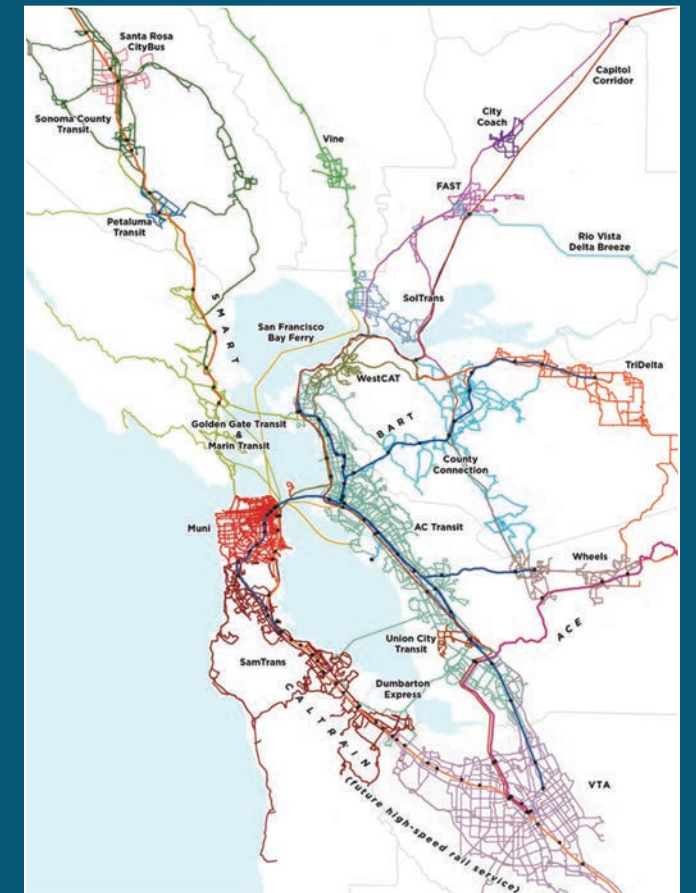 Santa Rosa
CityBus
Capitol
Corridor
City
Coach
Sonoma County
Transit
Vine
FAST
Petaluma
Transit
Rio Vista
Delta Breeze
SolTrans
SMART
San Francisco
Bay Ferry
TriDelta
WestCAT
Golden Gate Transit
&
Marin Transit
BART
County
Connection
Muni
AC Transit
Wheels
ACE
Union City
Transit
SamTrans
Dumbarton
Express
CALTRAIN
(future high-speed rail service)
VTA